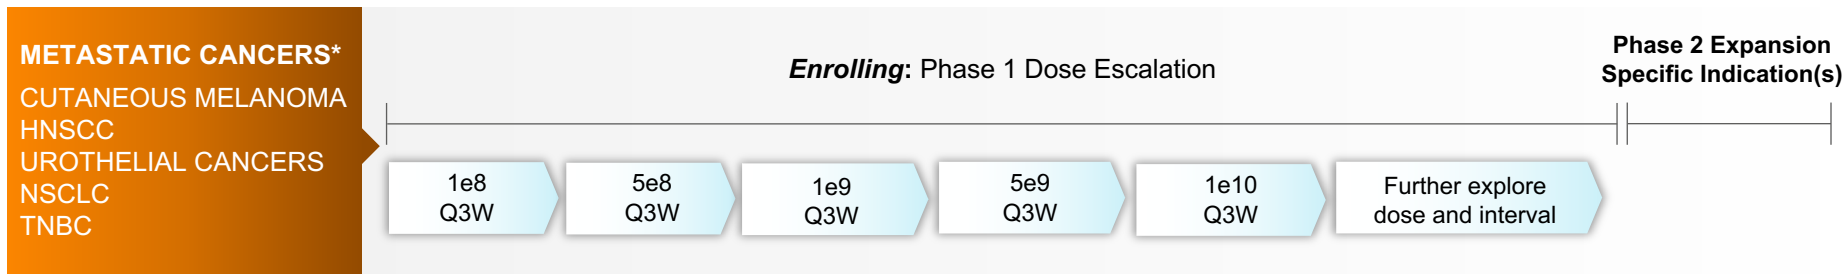 METASTATIC CANCERS*
CUTANEOUS MELANOMA
HNSCC
UROTHELIAL CANCERS
NSCLC
TNBC
Enrolling: Phase 1 Dose Escalation
Phase 2 Expansion
Specific Indication(s)
1e8
Q3W
5e8
Q3W
1e9
Q3W
5e9
Q3W
1e10
Q3W
Further explore
dose and interval